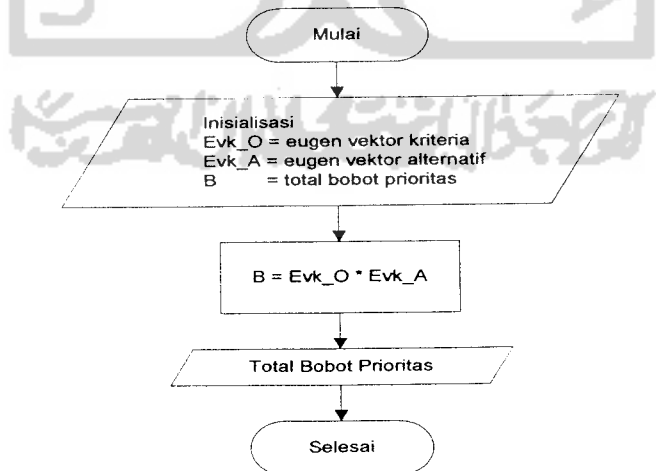 Mulai
Inisialisasi
Evk_O = eugen vektor kriteria
Evk_A = eugen vektor alternatif
B = total bobot prioritas
B = Evk_O * Evk_A
Total Bobot Prioritas
Selesai